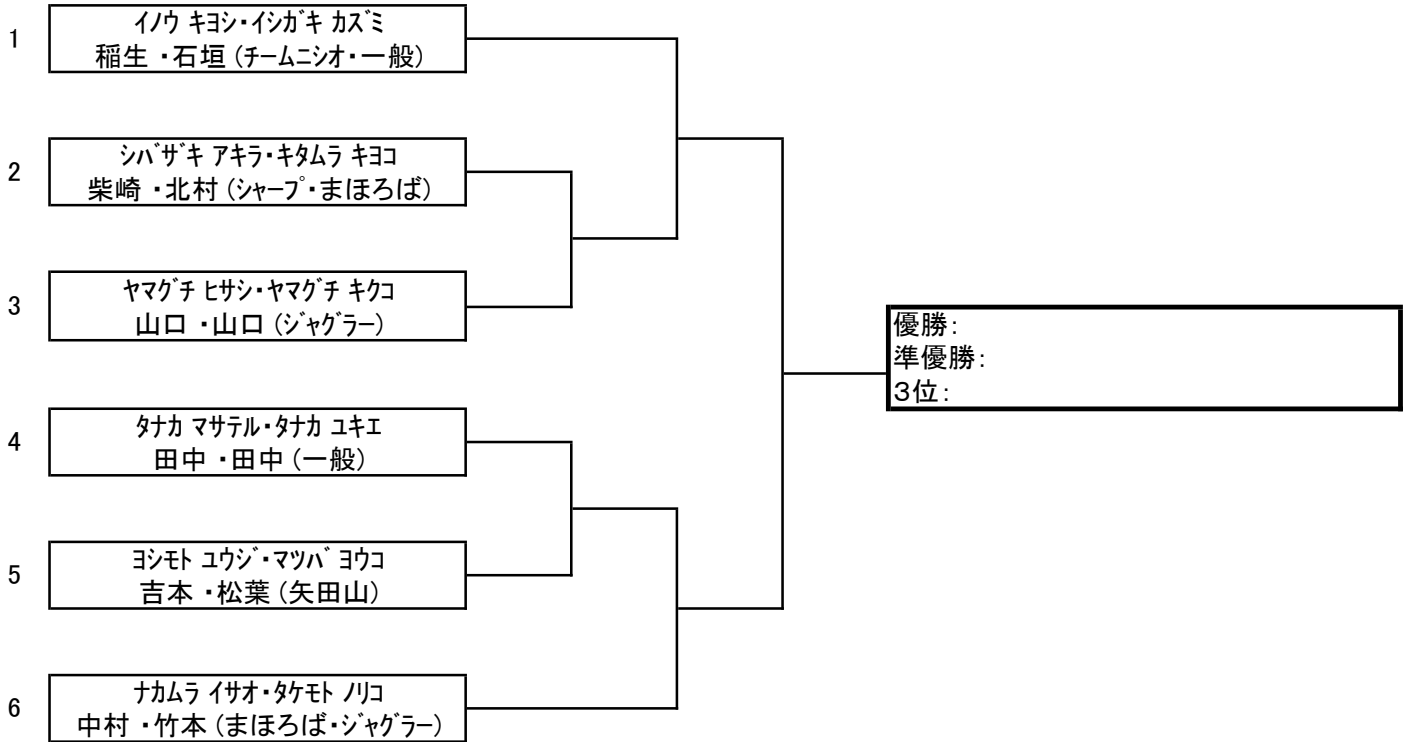 1
ｲﾉｳ ｷﾖｼ・ｲｼｶﾞｷ ｶｽﾞﾐ
稲生 ・石垣 (ﾁｰﾑﾆｼｵ・一般)
2
ｼﾊﾞｻﾞｷ ｱｷﾗ・ｷﾀﾑﾗ ｷﾖｺ
柴崎 ・北村 (ｼｬｰﾌﾟ・まほろば)
3
ﾔﾏｸﾞﾁ ﾋｻｼ・ﾔﾏｸﾞﾁ ｷｸｺ
山口 ・山口 (ｼﾞｬｸﾞﾗｰ)
優勝:
準優勝:
３位:
4
ﾀﾅｶ ﾏｻﾃﾙ・ﾀﾅｶ ﾕｷｴ
田中 ・田中 (一般)
5
ﾖｼﾓﾄ ﾕｳｼﾞ・ﾏﾂﾊﾞ ﾖｳｺ
吉本 ・松葉 (矢田山)
6
ﾅｶﾑﾗ ｲｻｵ・ﾀｹﾓﾄ ﾉﾘｺ
中村 ・竹本 (まほろば・ｼﾞｬｸﾞﾗｰ)